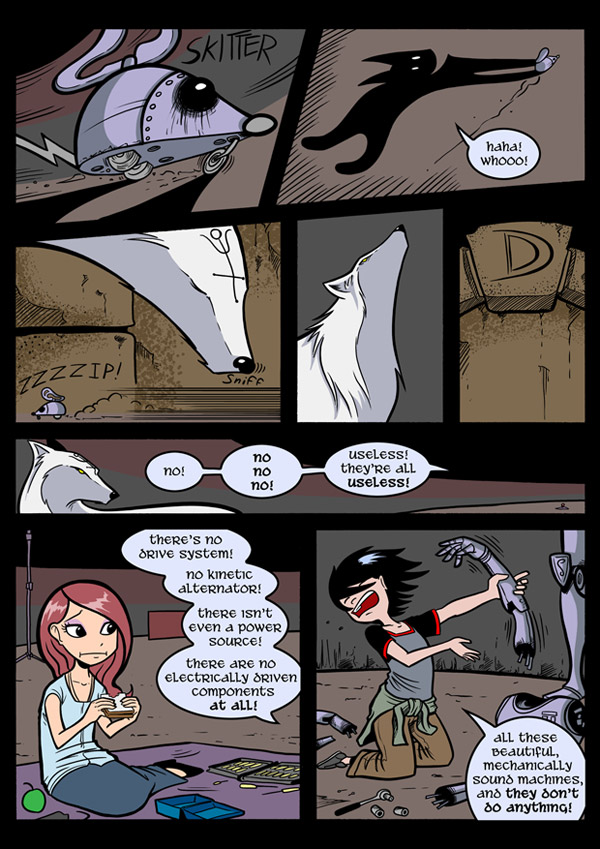 SKITTER
haha!
whooo!
ZZZZZIP!
Sniff
D
no!
no
no
no!
useless!
they're all
useless!
there's no
drive system!
no kinetic
alternator!
there isn't
even a power
source!
there are no
electrically driven
components
at all!
all these
beautiful,
mechanically
sound machines,
and they don't
do anything!